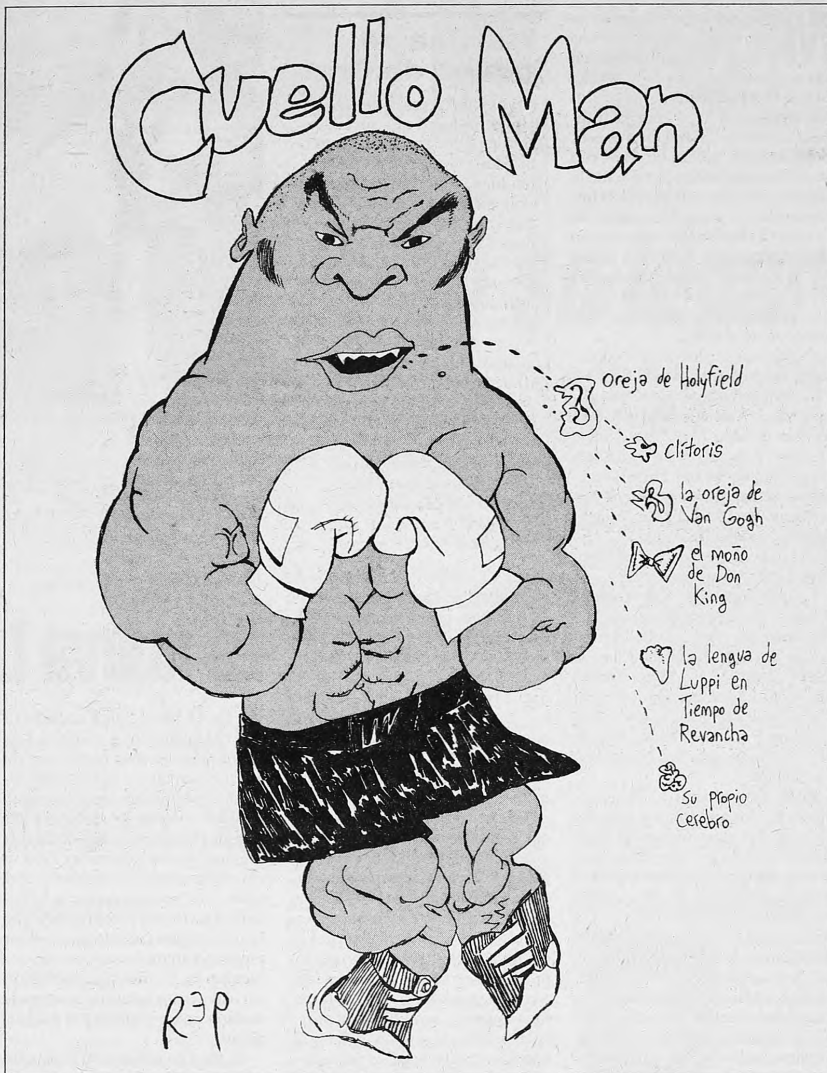 Cuello Man
oreja de Holyfield
clítoris
la oreja de
Van Gogh
el moño
de Don
King
la lengua de
Luppi en
Tiempo de
Revancha
su propio
cerebro
REP